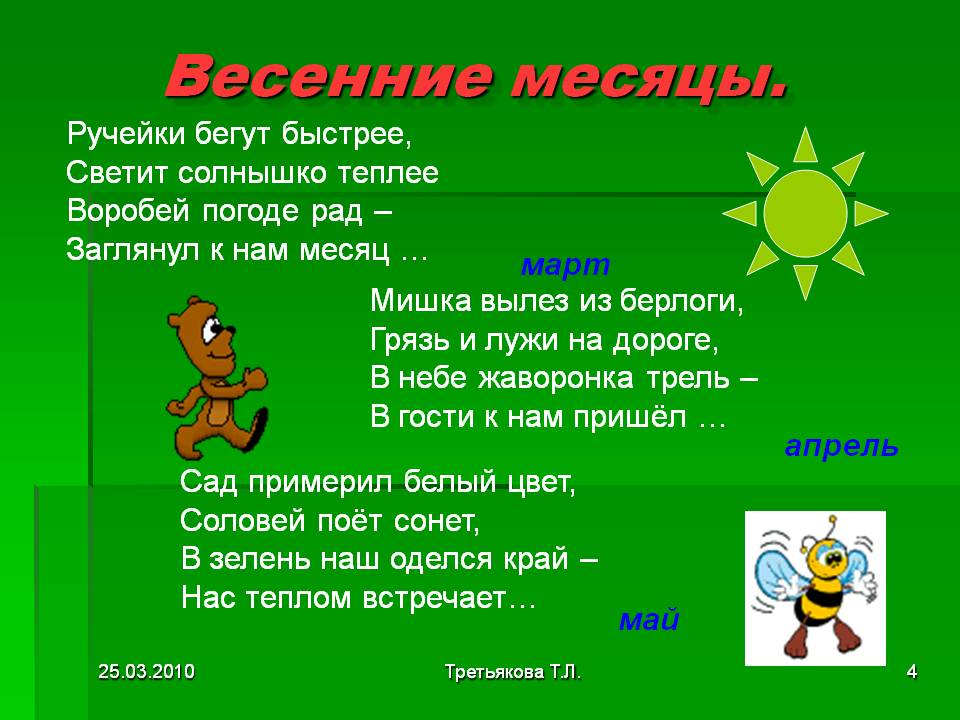 Весенние месяцы.
Ручейки бегут быстрее,
Светит солнышко теплее
Воробей погоде рад –
Заглянул к нам месяц …
март
Мишка вылез из берлоги,
Грязь и лужи на дороге,
В небе жаворонка трель –
В гости к нам пришёл …
апрель
Сад примерил белый цвет,
Соловей поёт сонет,
В зелень наш оделся край –
Нас теплом встречает…
май
25.03.2010 Третьякова Т.Л. 4